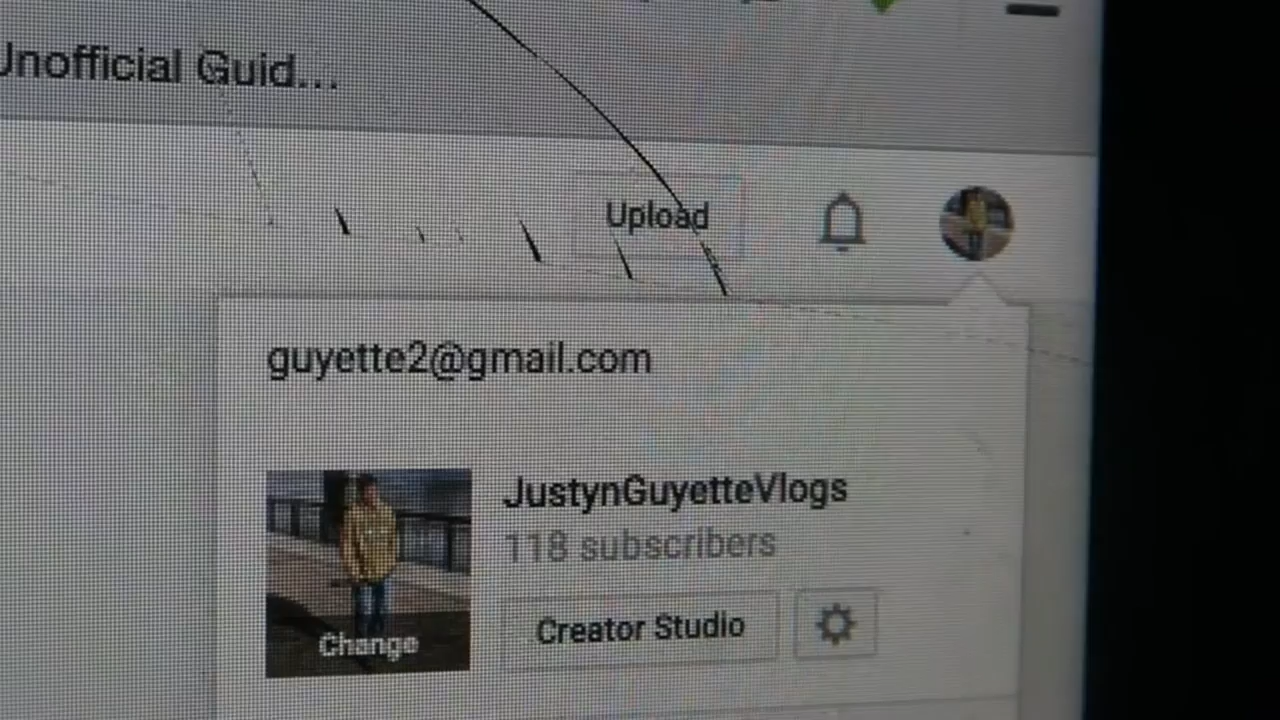 Unofficial Guid...
Upload
guyette2@gmail.com
JustynGuyetteVlogs
118 subscribers
Creator Studio
Change